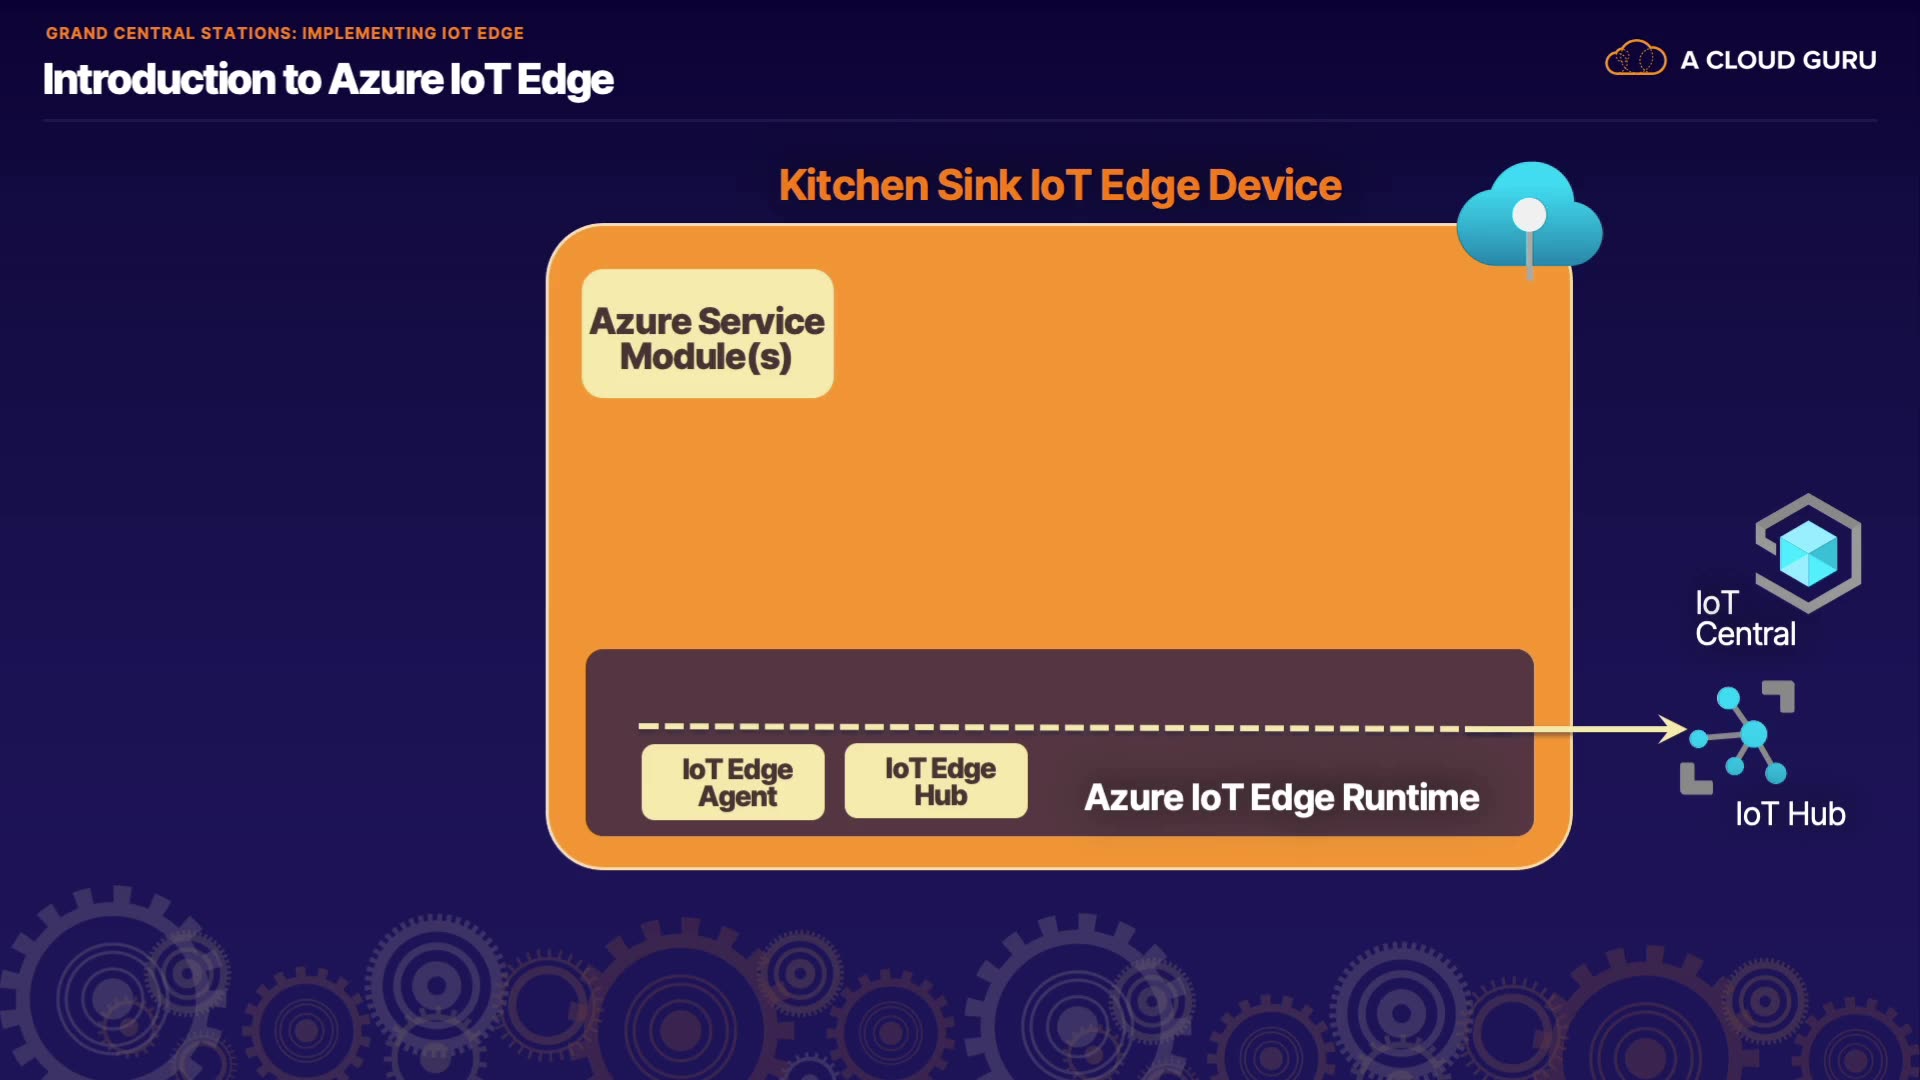 GRAND CENTRAL STATIONS: IMPLEMENTING IOT EDGE
Introduction to Azure IoT Edge
A CLOUD GURU
Kitchen Sink IoT Edge Device
Azure Service
Module(s)
IoT
Central
IoT Edge
Agent
IoT Edge
Hub
Azure IoT Edge Runtime
IoT Hub